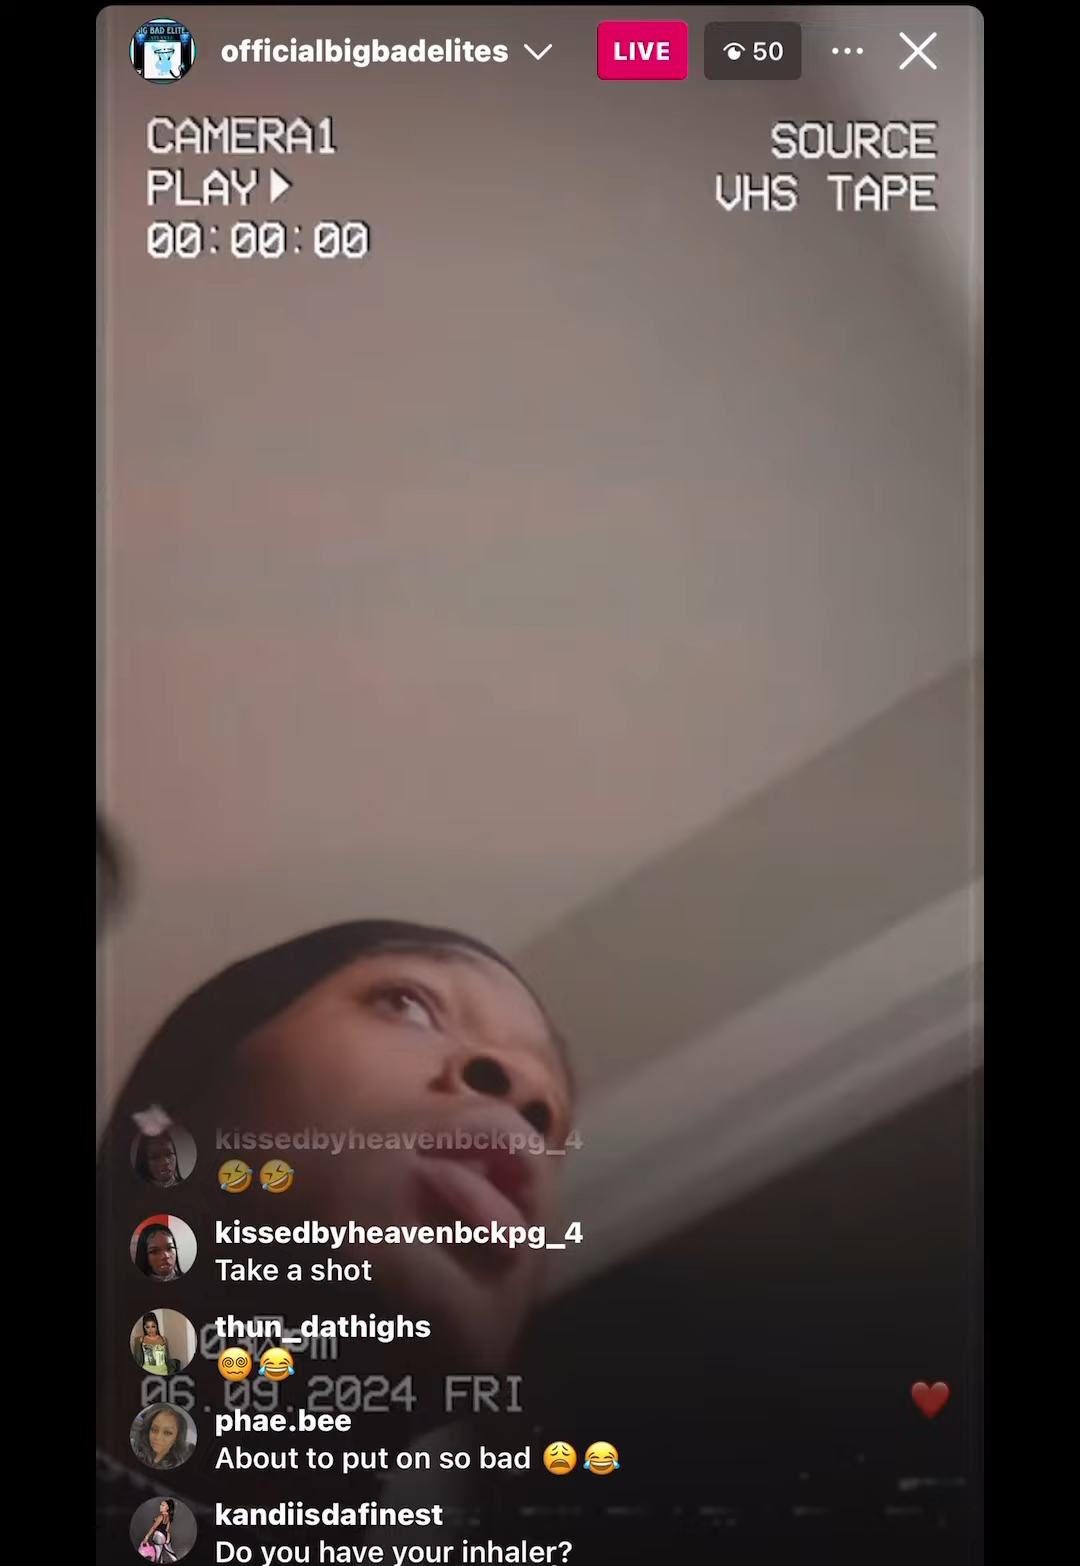 officialbigbadelites
LIVE
50
CAMERA1
SOURCE
PLAY
VHS TAPE
00:00:00
kissedbyheavenbckpg_4
🤣🤣
kissedbyheavenbckpg_4
Take a shot
thun_dathighs
😵‍💫😂
06.09.2024 FRI
phae.bee
About to put on so bad 😩😂
kandiisdafinest
Do you have your inhaler?